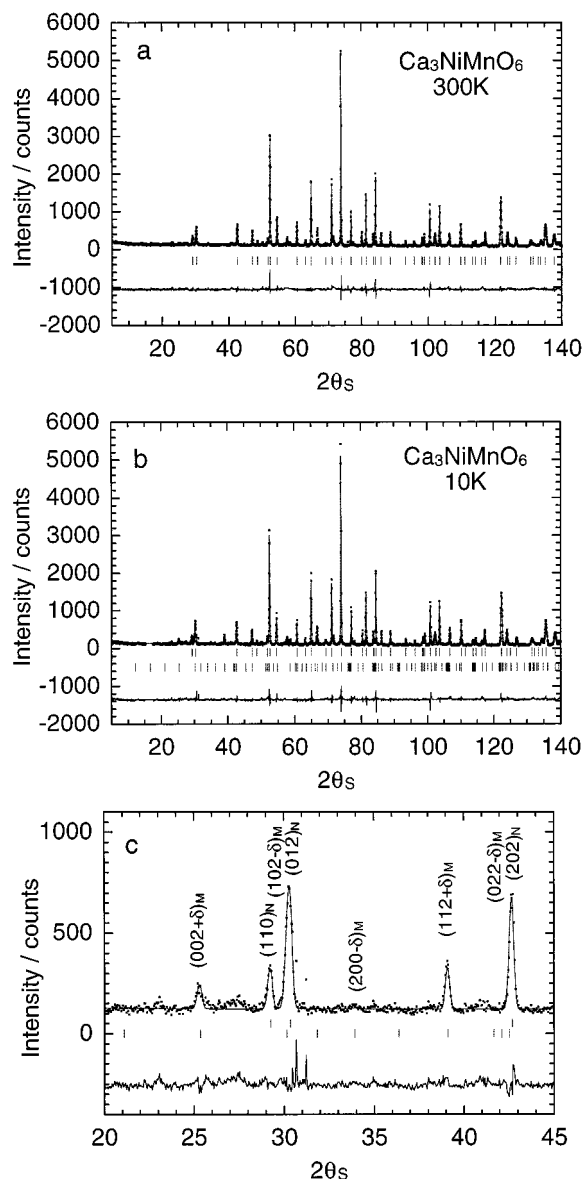 a
Ca₃NiMnO₆
300K
Intensity / counts
6000
5000
4000
3000
2000
1000
0
-1000
-2000
20 40 60 80 100 120 140
2θS
b
Ca₃NiMnO₆
10K
Intensity / counts
6000
5000
4000
3000
2000
1000
0
-1000
-2000
20 40 60 80 100 120 140
2θS
c
Intensity / counts
1000
500
0
(002+δ)M
(110)N
(102-δ)M
(012)N
(200-δ)M
(112+δ)M
(022-δ)M
(202)N
20 25 30 35 40 45
2θS